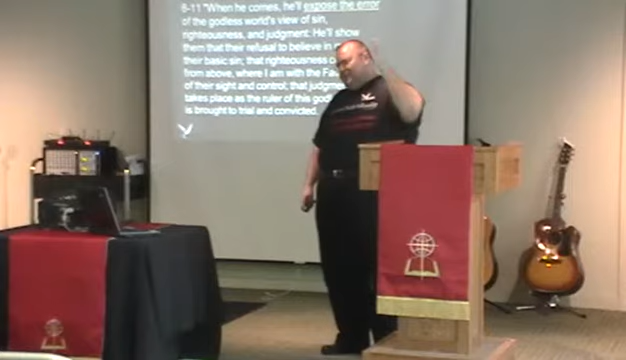 8-11 "When he comes, he'll expose the error
of the godless world's view of sin,
righteousness, and judgment: He'll show
them that their refusal to believe in
their basic sin; that righteousness
from above, where I am with the
of their sight and control; that
takes place as the ruler of this
is brought to trial and convicted.